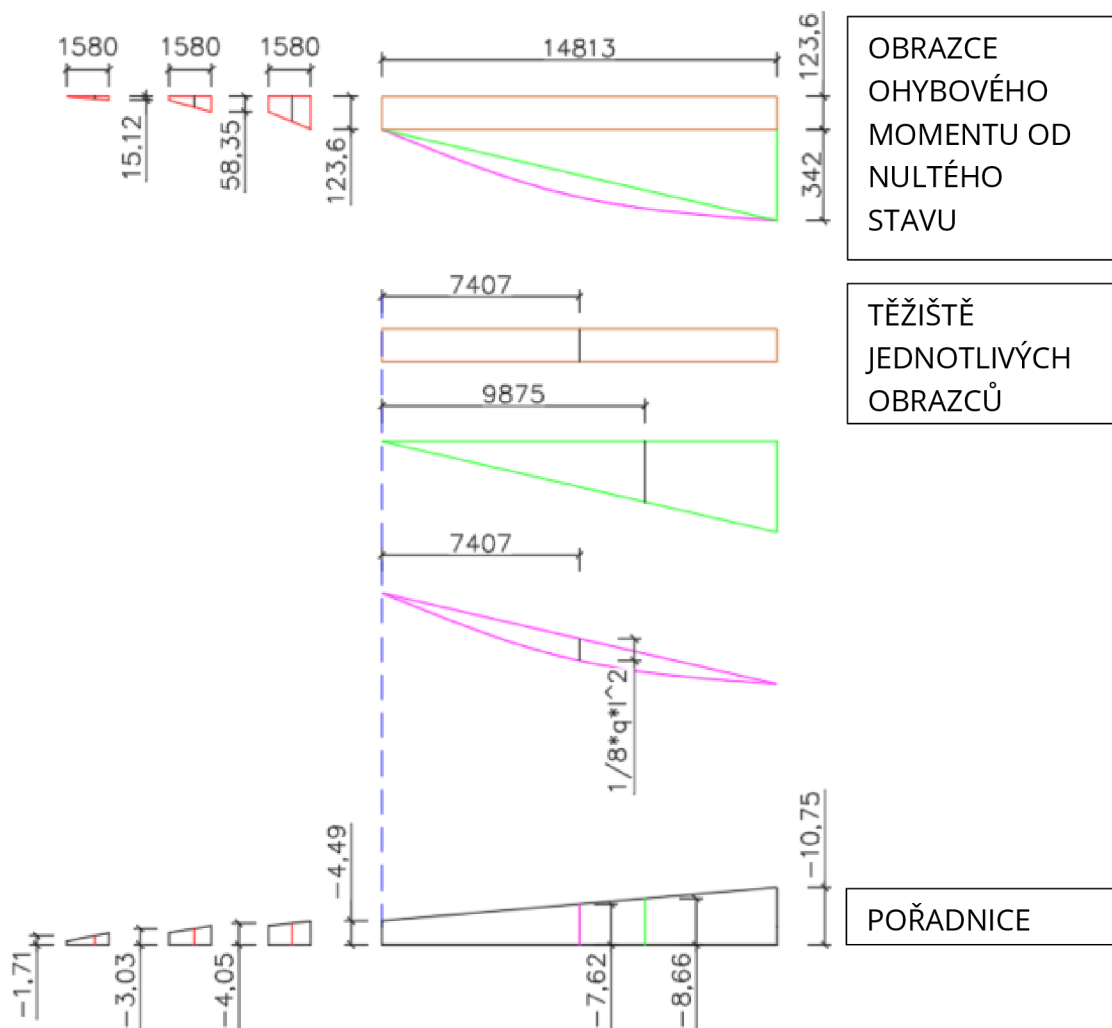 1580
1580
1580
14813
123,6
15,12
58,35
123,6
342
OBRAZCE
OHYBOVÉHO
MOMENTU OD
NULTÉHO
STAVU
7407
TĚŽIŠTĚ
JEDNOTLIVÝCH
OBRAZCŮ
9875
7407
1/8*q*l^2
-4,49
-10,75
POŘADNICE
-1,71
-3,03
-4,05
-7,62
-8,66